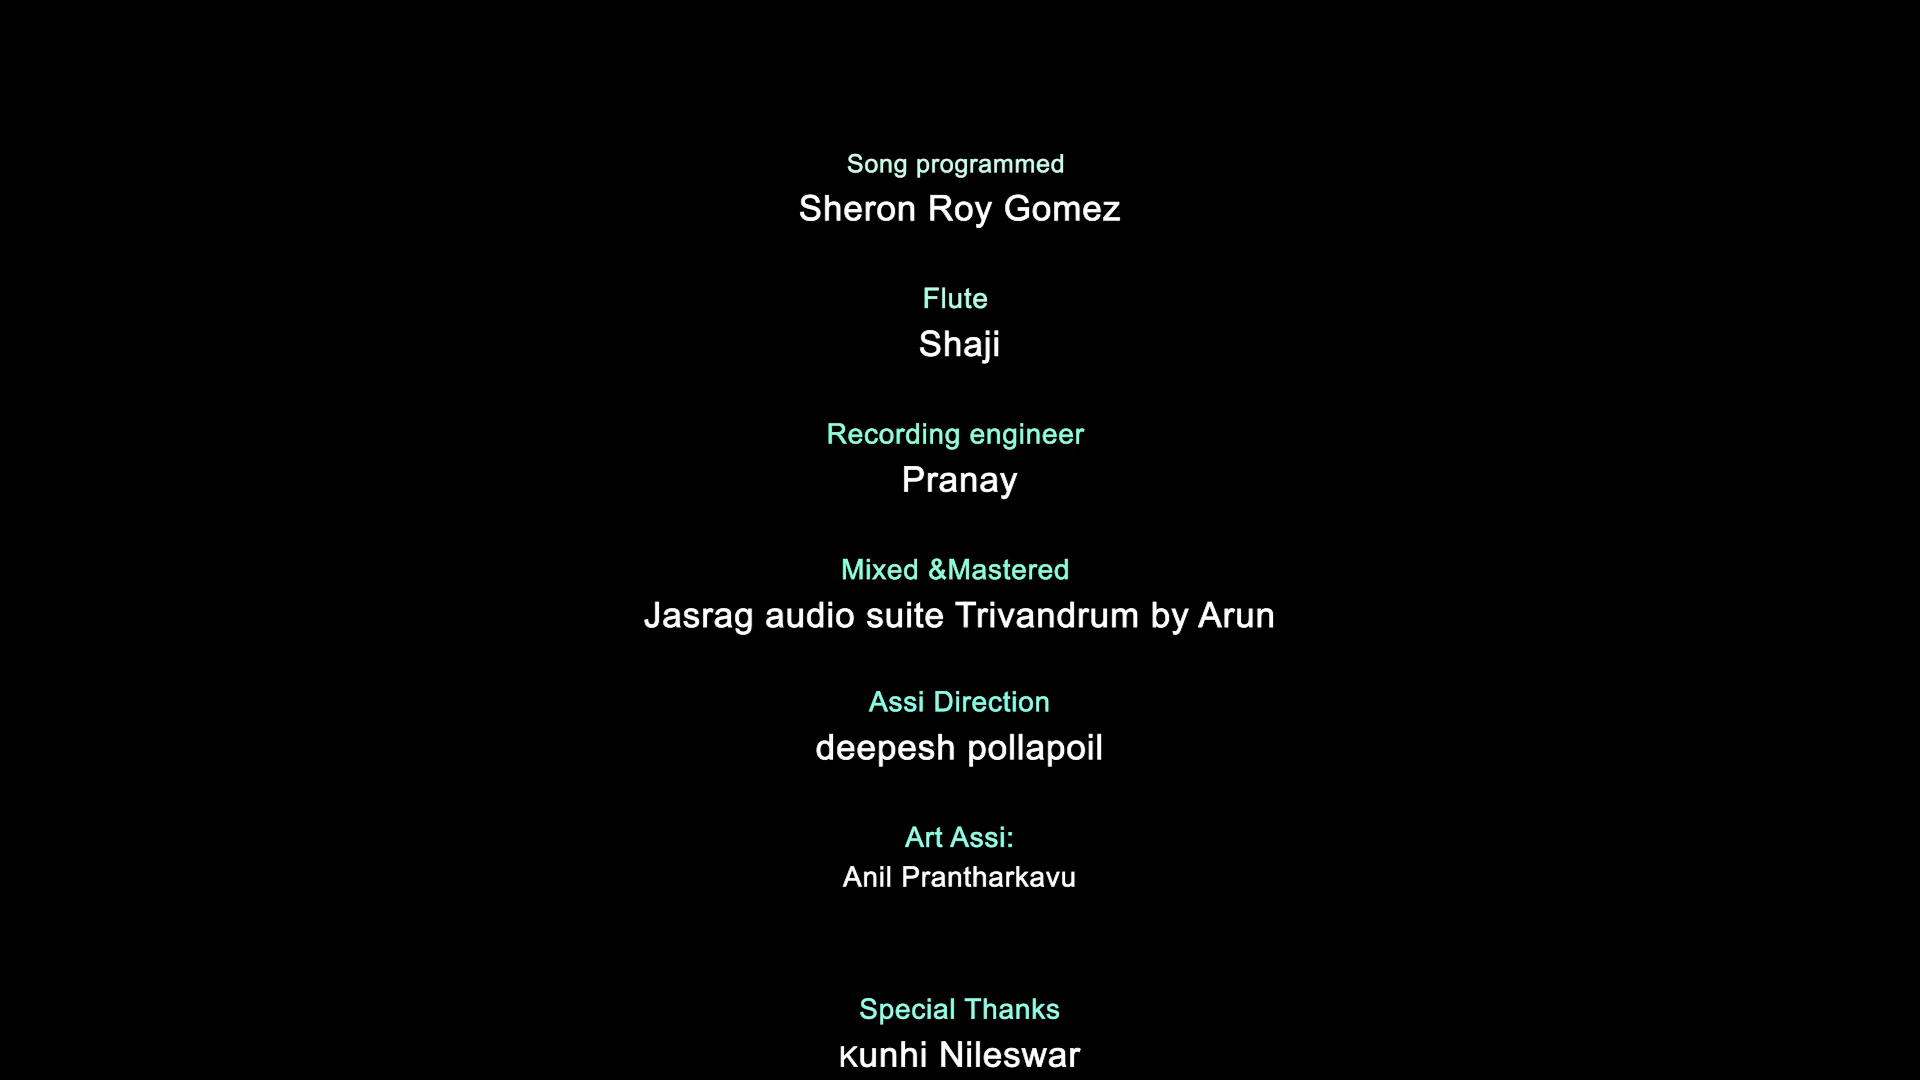 Song programmed
Sheron Roy Gomez
Flute
Shaji
Recording engineer
Pranay
Mixed &Mastered
Jasrag audio suite Trivandrum by Arun
Assi Direction
deepesh pollapoil
Art Assi:
Anil Prantharkavu
Special Thanks
Kunhi Nileswar